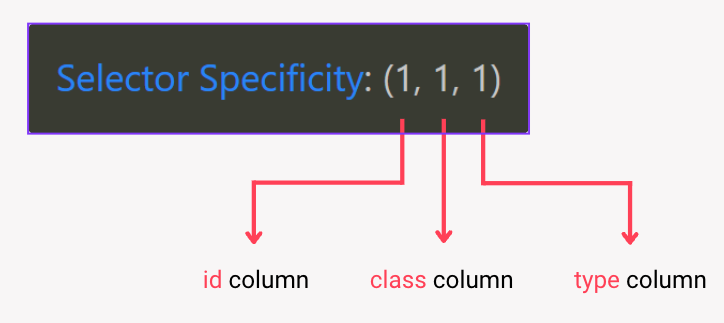 Selector Specificity: (1, 1, 1)
id column
class column
type column